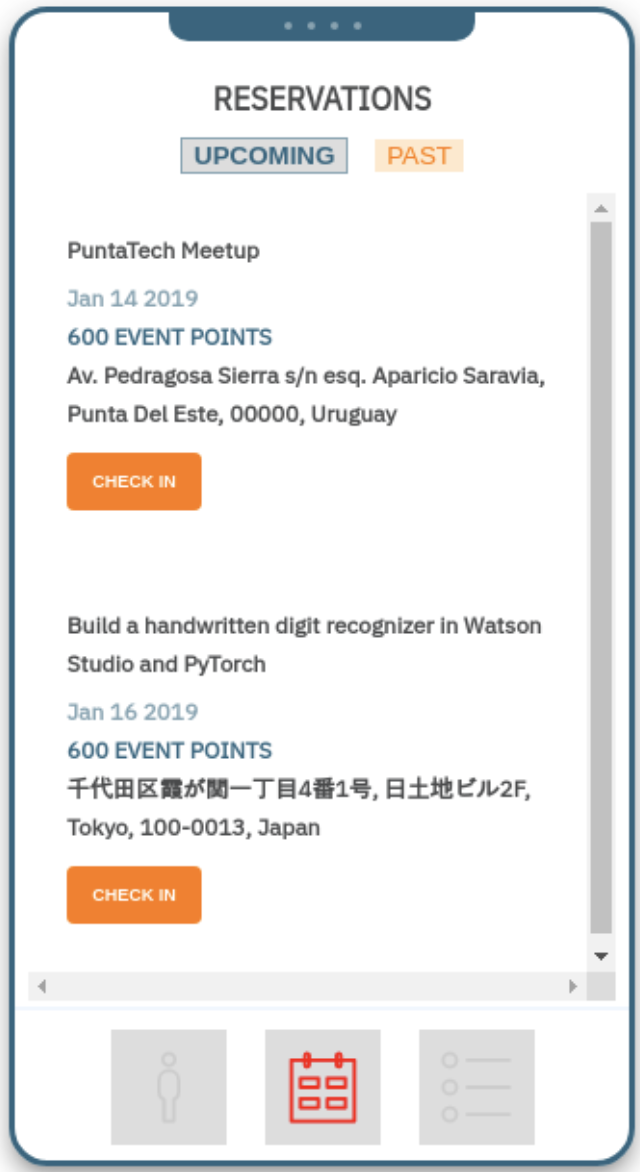 RESERVATIONS
UPCOMING PAST
PuntaTech Meetup
Jan 14 2019
600 EVENT POINTS
Av. Pedragosa Sierra s/n esq. Aparicio Saravia,
Punta Del Este, 00000, Uruguay
CHECK IN
Build a handwritten digit recognizer in Watson
Studio and PyTorch
Jan 16 2019
600 EVENT POINTS
千代田区霞が関一丁目4番1号, 日土地ビル2F,
Tokyo, 100-0013, Japan
CHECK IN